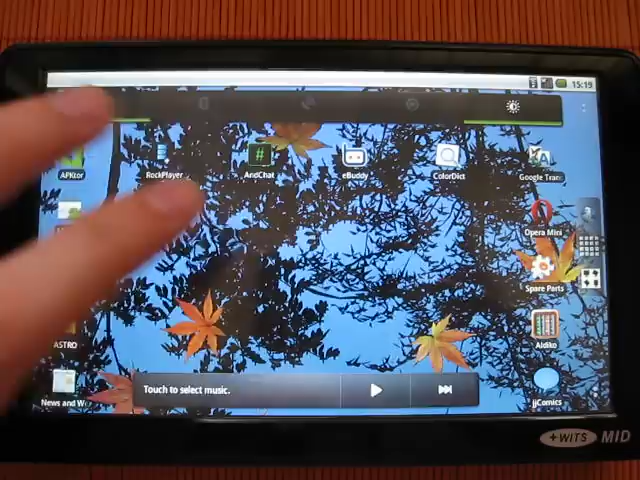 15:19
APKtor
RockPlayer
AndChat
eBuddy
ColorDict
Google Tran
Opera Mini
Spare Parts
ASTRO
Aldiko
Touch to select music.
News and W
jjComics
+WITS MID